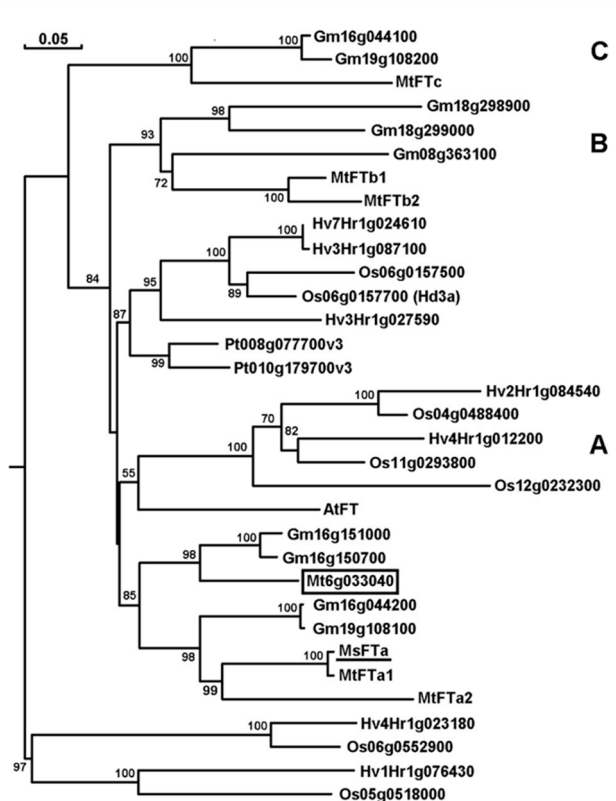 0.05
100
Gm16g044100
C
100
Gm19g108200
MtFTc
98
Gm18g298900
93
Gm18g299000
B
Gm08g363100
72
MtFTb1
100
MtFTb2
Hv7Hr1g024610
100
Hv3Hr1g087100
100
Os06g0157500
84
95
89
Os06g0157700 (Hd3a)
87
Hv3Hr1g027590
Pt008g077700v3
99
Pt010g179700v3
Hv2Hr1g084540
100
Os04g0488400
70
82
Hv4Hr1g012200
A
100
Os11g0293800
55
Os12g0232300
AtFT
Gm16g151000
100
98
Gm16g150700
Mt6g033040
85
Gm16g044200
100
Gm19g108100
98
MsFTa
100
MtFTa1
99
MtFTa2
Hv4Hr1g023180
100
Os06g0552900
97
Hv1Hr1g076430
100
Os05g0518000